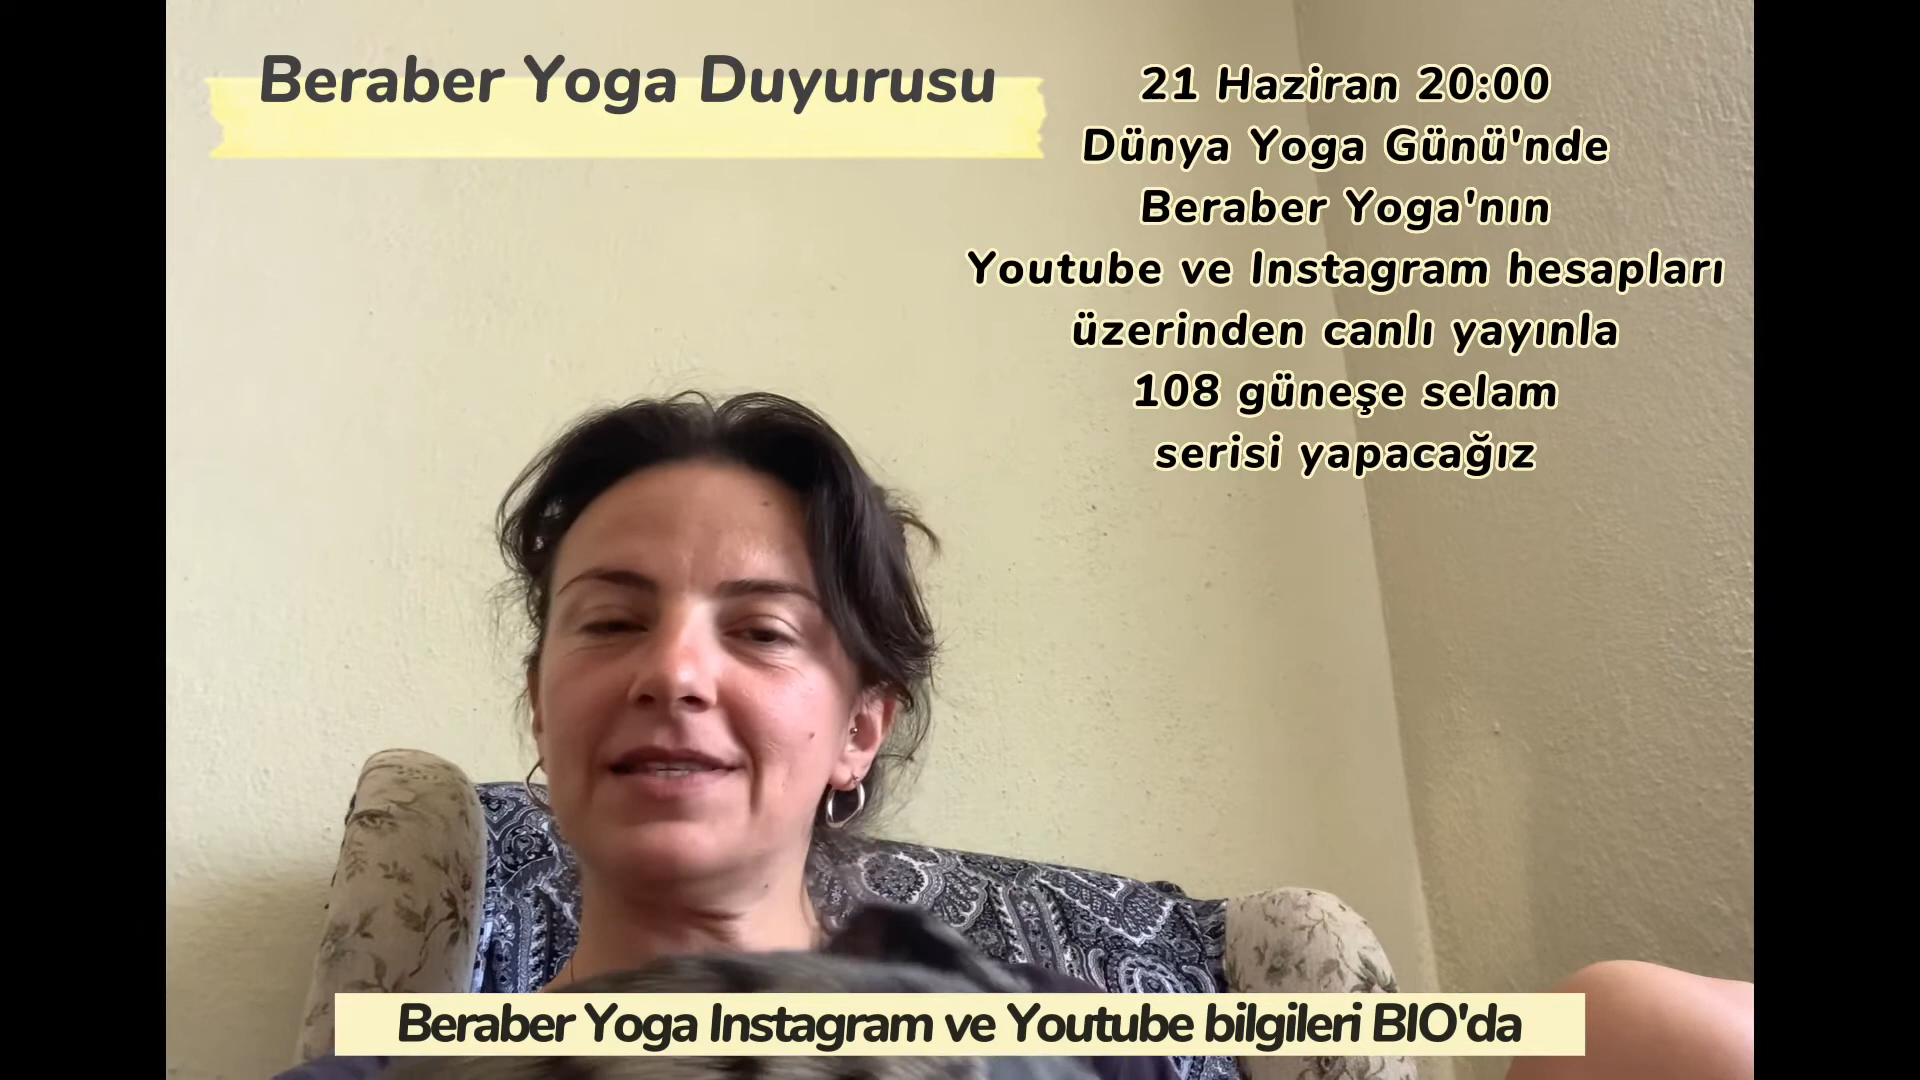 Beraber Yoga Duyurusu
21 Haziran 20:00
Dünya Yoga Günü'nde
Beraber Yoga'nın
Youtube ve Instagram hesapları
üzerinden canlı yayınla
108 güneşe selam
serisi yapacağız
Beraber Yoga Instagram ve Youtube bilgileri BIO'da